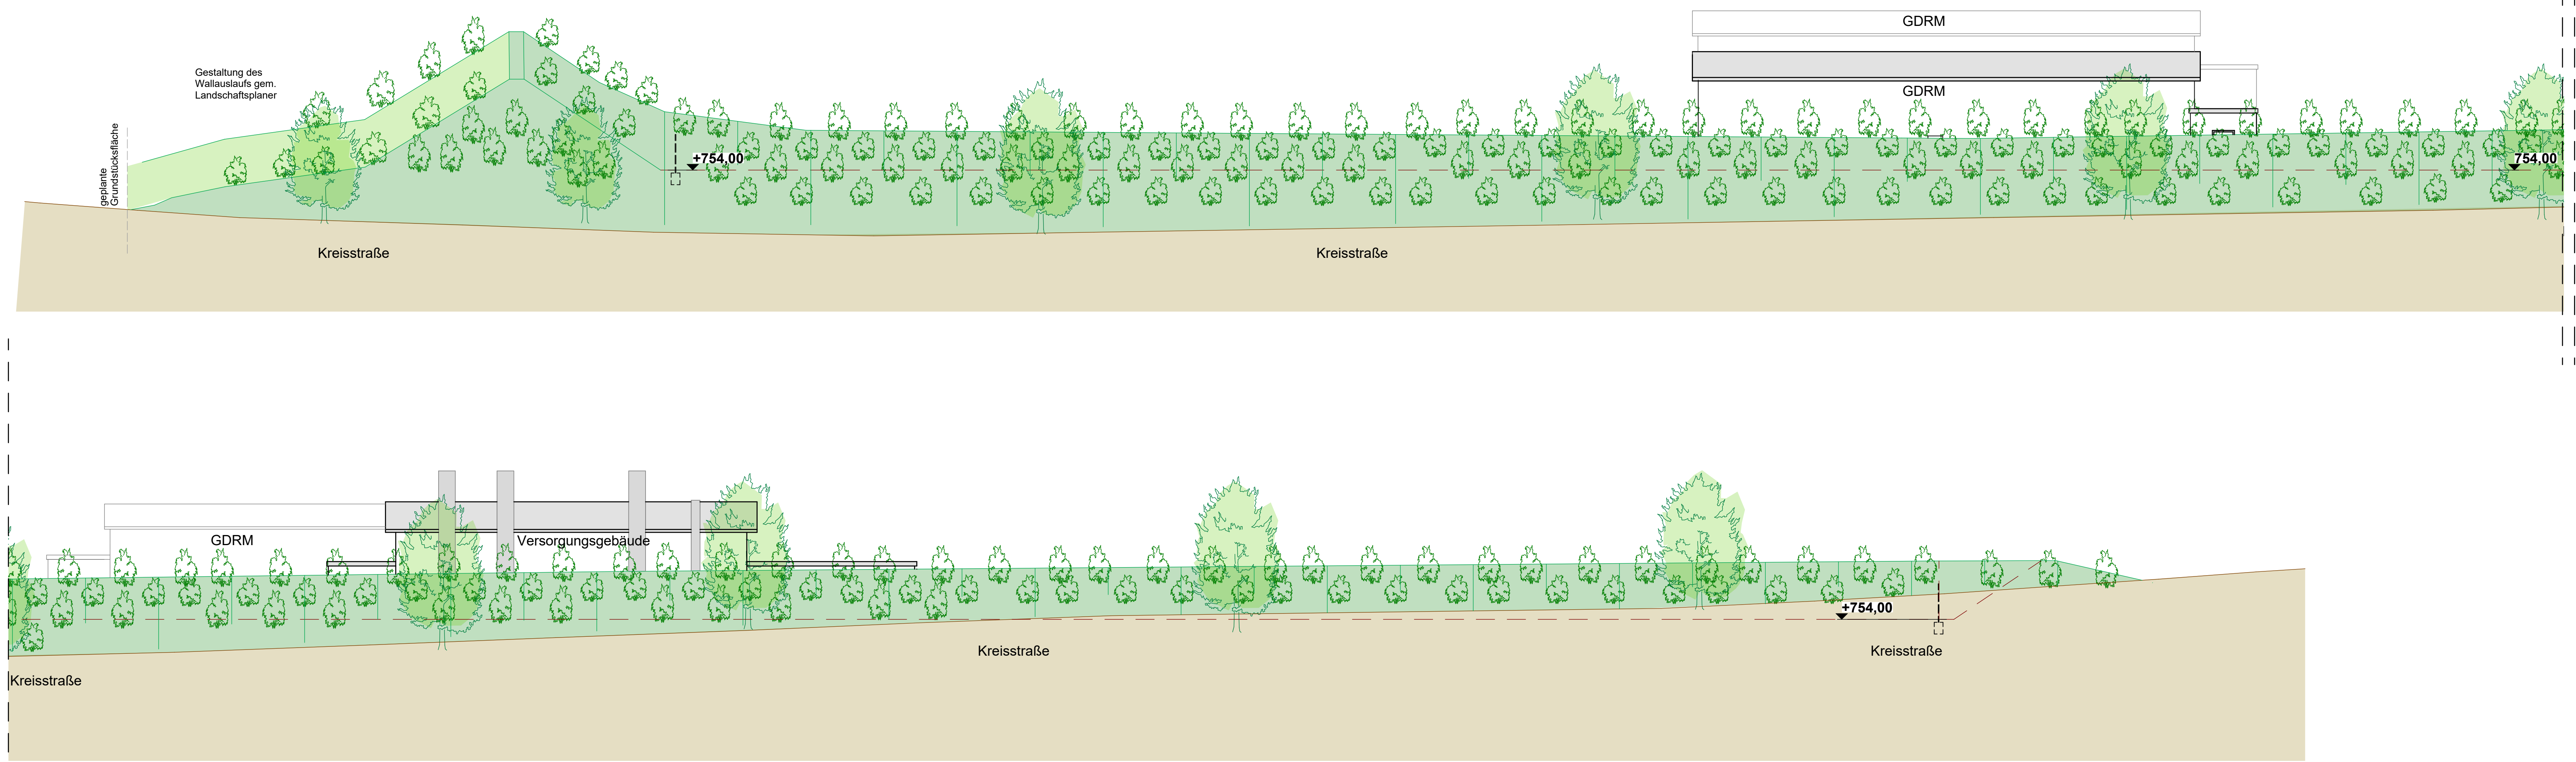 GDRM
Gestaltung des
Wallauslaufs gem.
Landschaftsplaner
GDRM
geplante
Grundstücksfläche
+754,00
754,00
Kreisstraße
Kreisstraße
GDRM
Versorgungsgebäude
+754,00
Kreisstraße
Kreisstraße
Kreisstraße